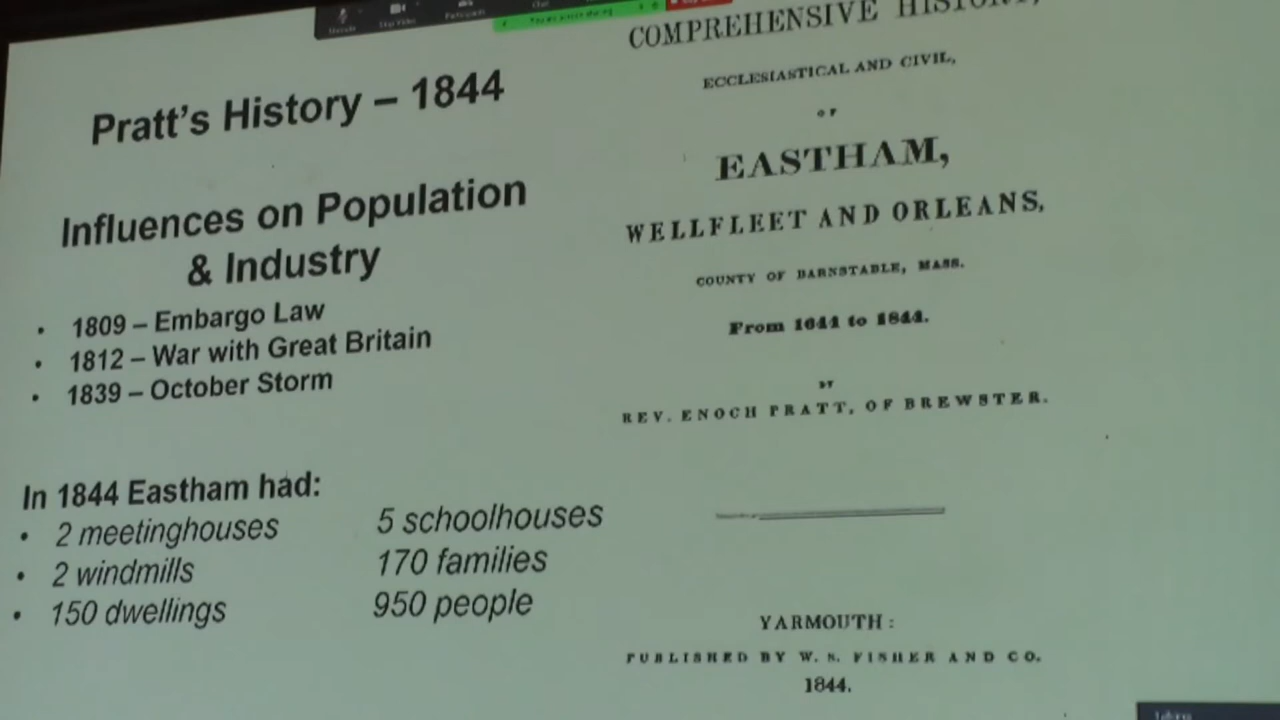 Pratt's History – 1844
Influences on Population
& Industry
• 1809 – Embargo Law
• 1812 – War with Great Britain
• 1839 – October Storm
In 1844 Eastham had:
• 2 meetinghouses
• 2 windmills
• 150 dwellings
5 schoolhouses
170 families
950 people
COMPREHENSIVE HISTORY,
ECCLESIASTICAL AND CIVIL,
OF
EASTHAM,
WELLFLEET AND ORLEANS,
COUNTY OF BARNSTABLE, MASS.
From 1644 to 1844.
BY
REV. ENOCH PRATT, OF BREWSTER.
YARMOUTH:
PUBLISHED BY W. S. FISHER AND CO.
1844.